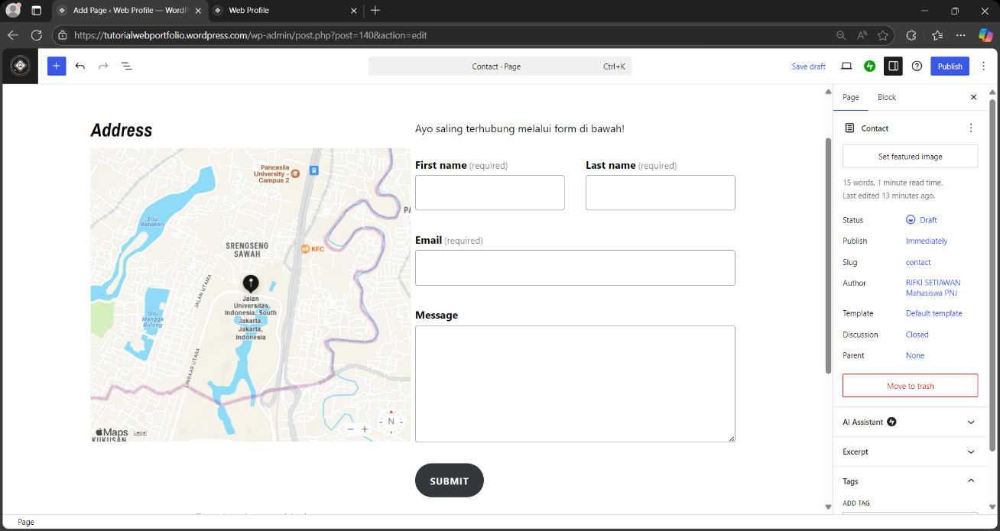 Add Page ‹ Web Profile — WordP
Web Profile
https://tutorialwebportfolio.wordpress.com/wp-admin/post.php?post=140&action=edit
Contact · Page
Ctrl+K
Save draft
Publish
Page
Block
Contact
Set featured image
15 words, 1 minute read time.
Last edited 13 minutes ago.
Status
Draft
Publish
Immediately
Slug
contact
Author
RIFKI SETIAWAN
Mahasiswa PNJ
Template
Default template
Discussion
Closed
Parent
None
Move to trash
AI Assistant
Excerpt
Tags
ADD TAG
Address
Pancasila
University -
Campus 2
Situ
Babakan
SRENGSENG
SAWAH
KFC
PA
JALAN UTAMA
Jalan
Universitas
Indonesia, South
Jakarta,
Jakarta,
Indonesia
Situ
Mangga
Bolong
LINGKAR UTARA
N
Maps
Legal
KUKUSAN
Ayo saling terhubung melalui form di bawah!
First name (required)
Last name (required)
Email (required)
Message
SUBMIT
Page